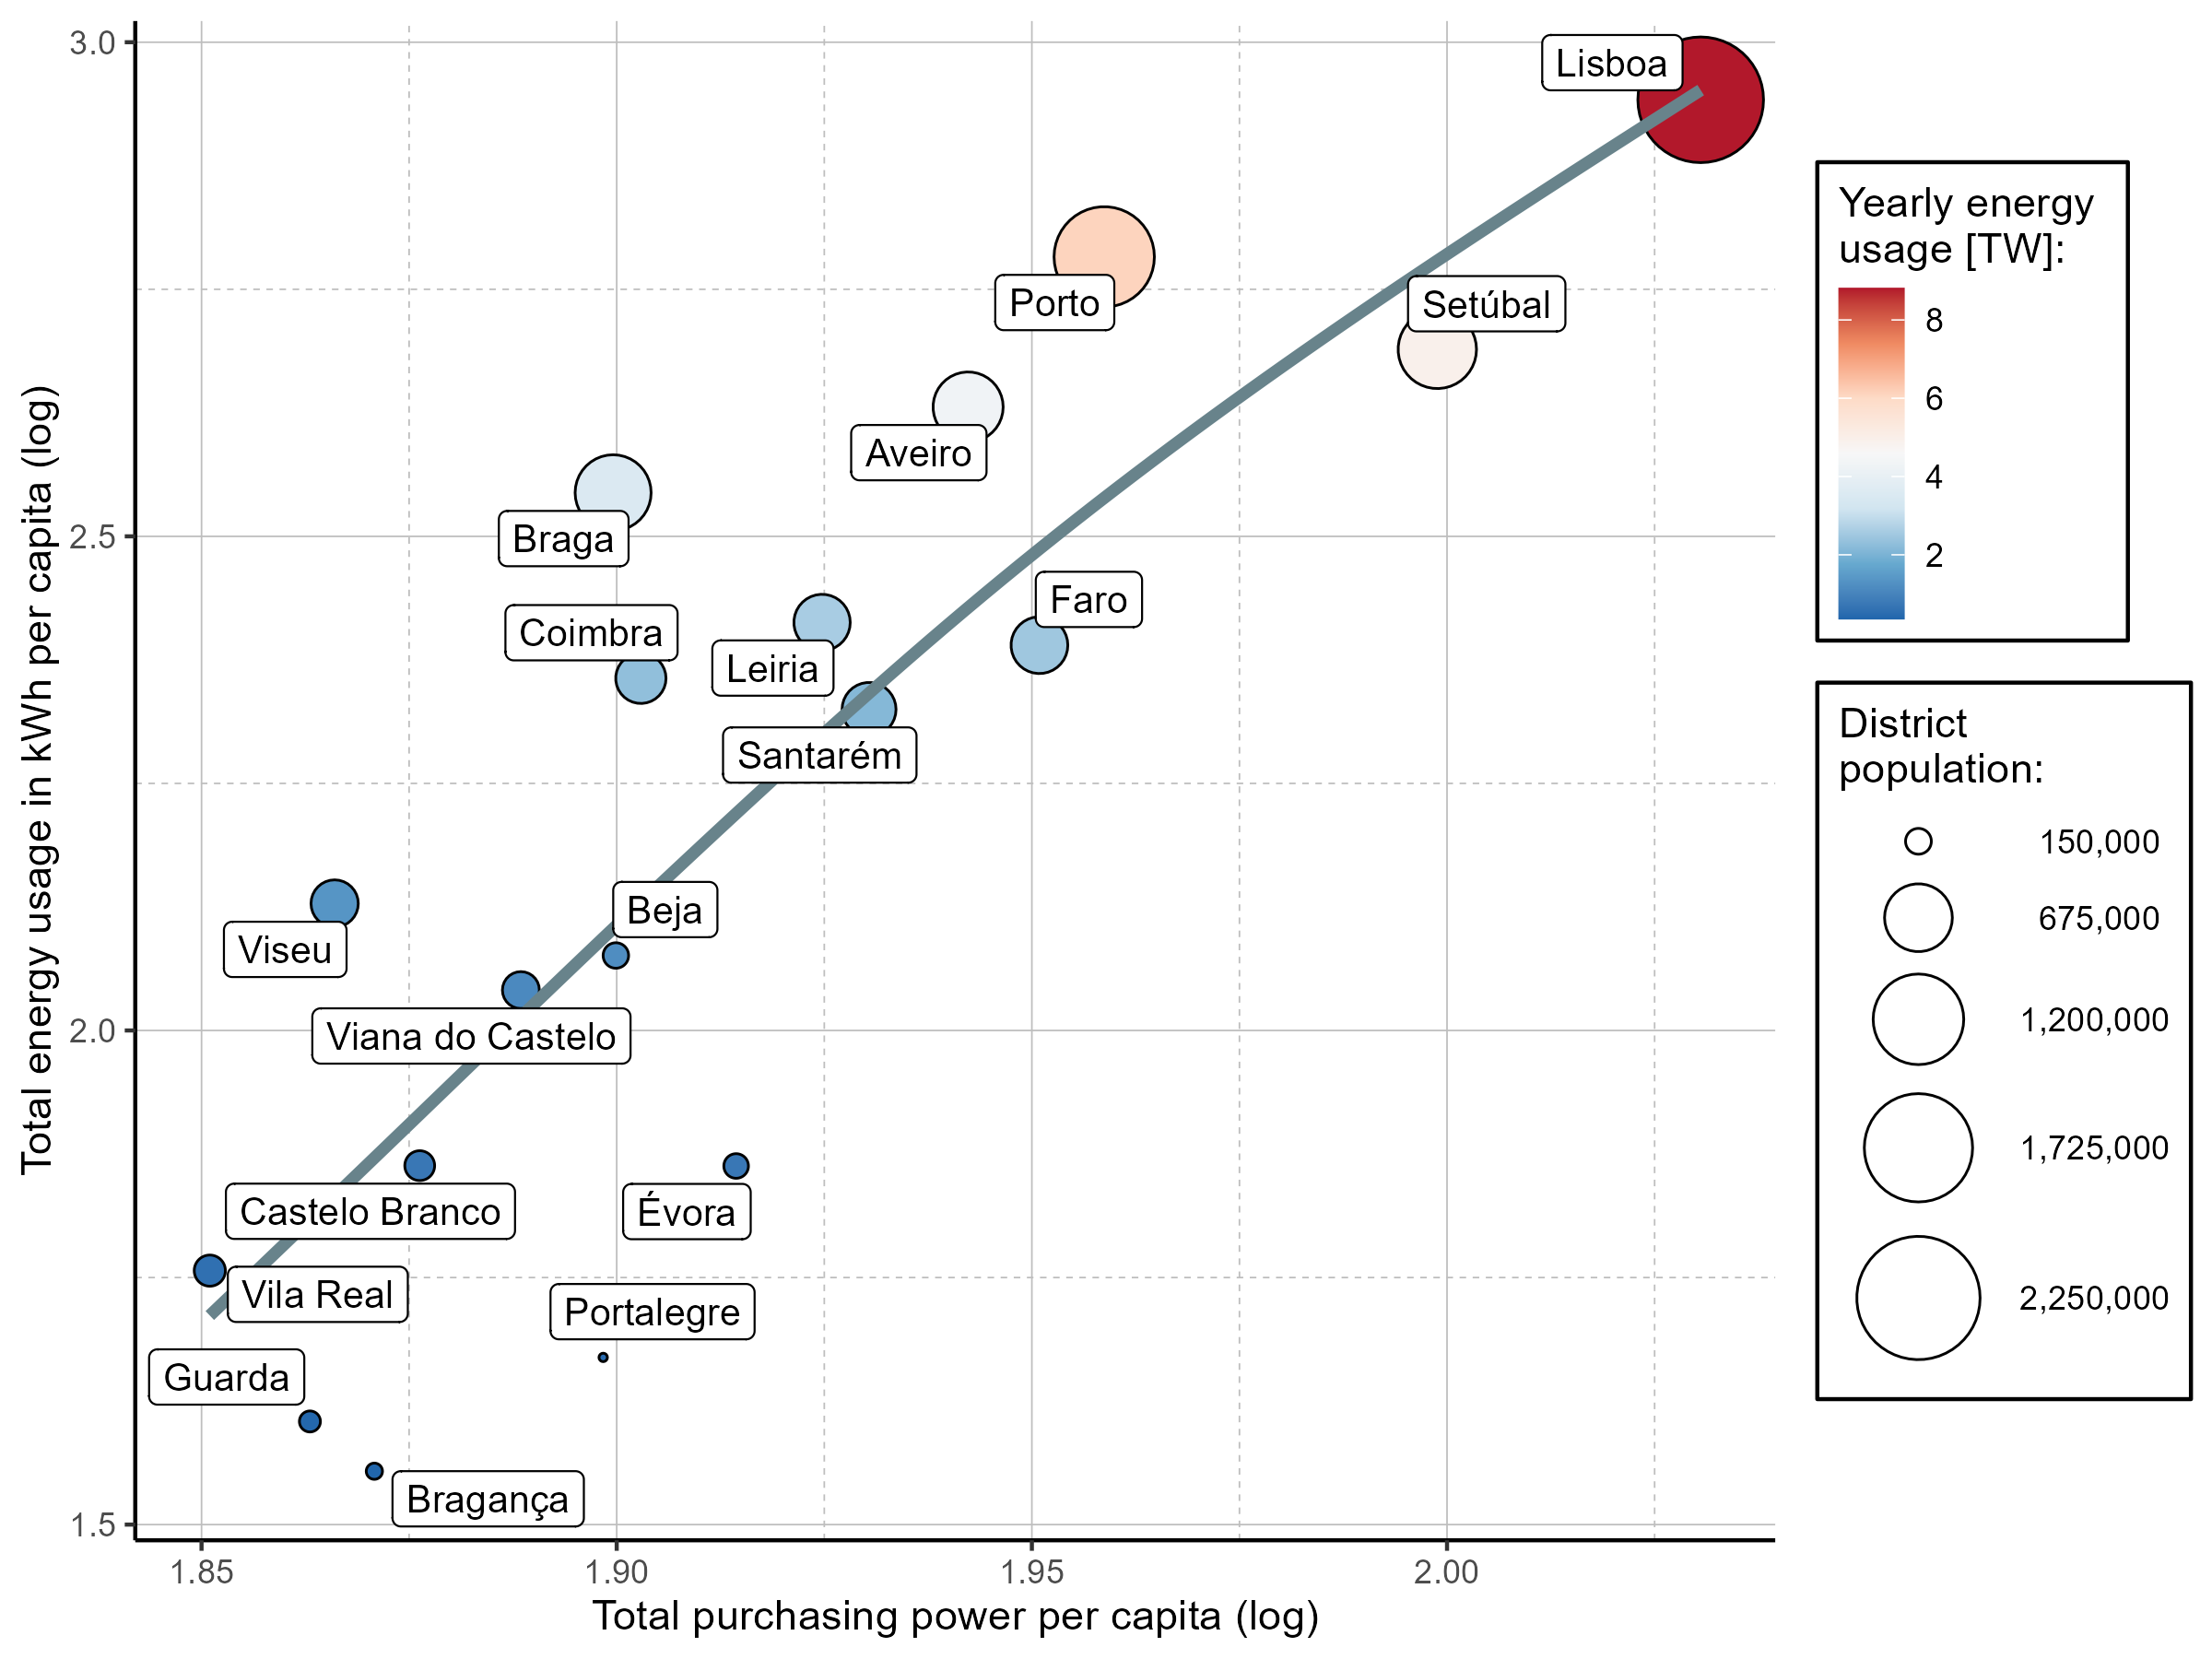 3.0
2.5
2.0
1.5
Total energy usage in kWh per capita (log)
Lisboa
Porto
Setúbal
Aveiro
Braga
Faro
Coimbra
Leiria
Santarém
Beja
Viseu
Viana do Castelo
Castelo Branco
Évora
Vila Real
Portalegre
Guarda
Bragança
1.85
1.90
1.95
2.00
Total purchasing power per capita (log)
Yearly energy
usage [TW]:
8
6
4
2
District
population:
150,000
675,000
1,200,000
1,725,000
2,250,000